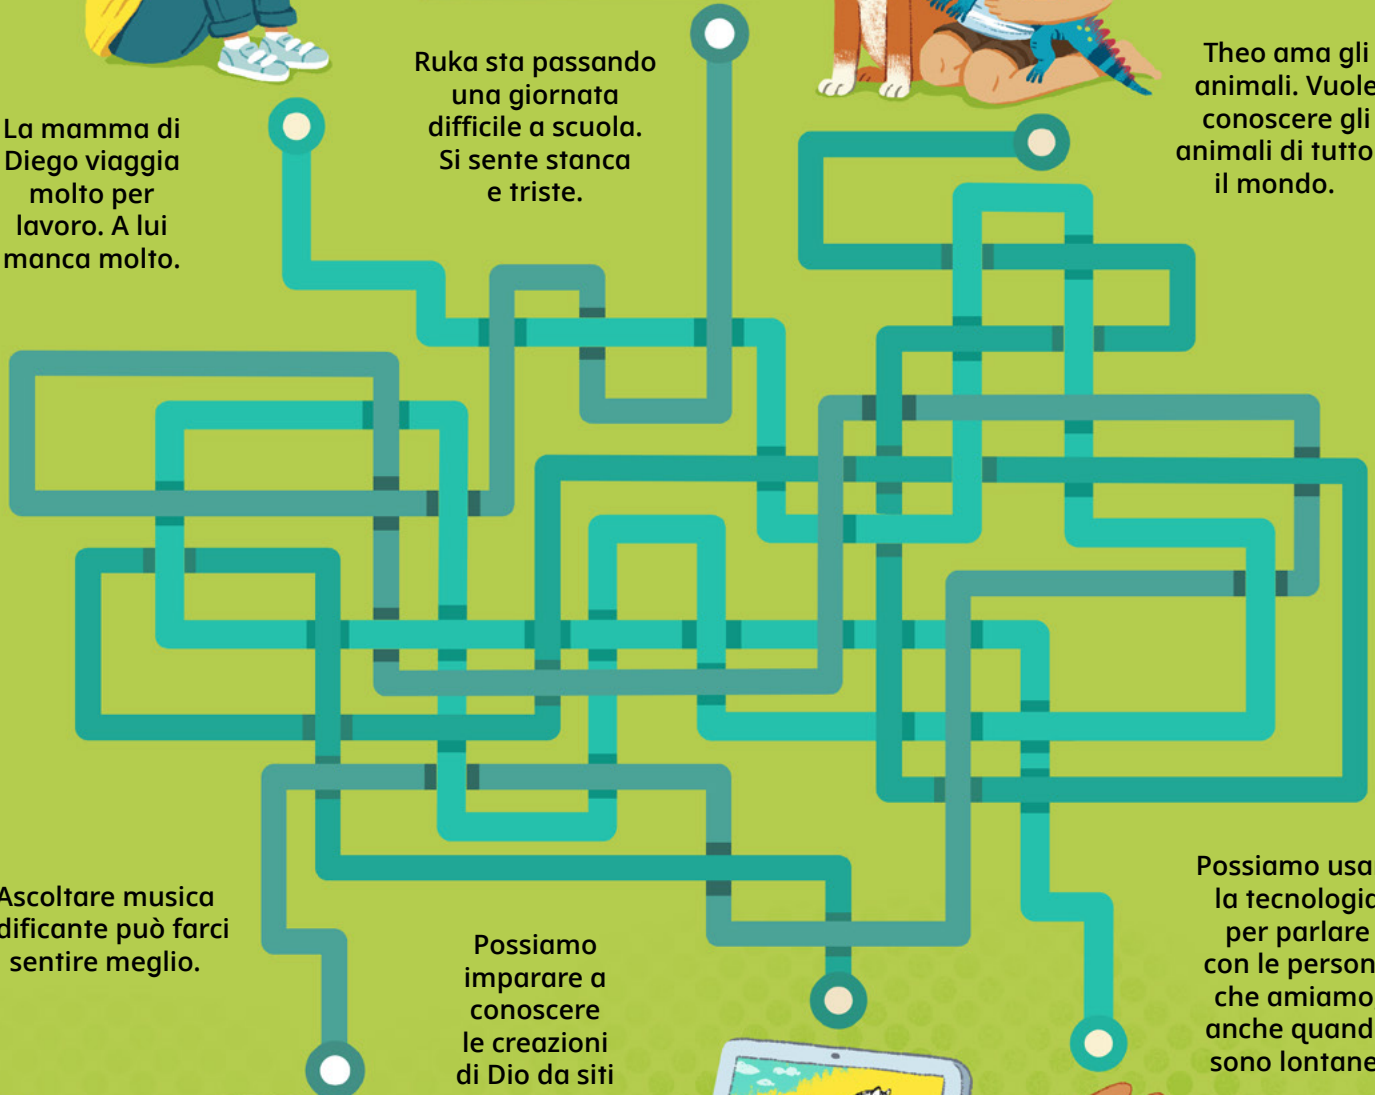 La mamma di
Diego viaggia
molto per
lavoro. A lui
manca molto.
Ruka sta passando
una giornata
difficile a scuola.
Si sente stanca
e triste.
Theo ama gli
animali. Vuole
conoscere gli
animali di tutto
il mondo.
Ascoltare musica
dificante può farci
sentire meglio.
Possiamo
imparare a
conoscere
le creazioni
di Dio da siti
Possiamo usa
la tecnologia
per parlare
con le person
che amiamo
anche quand
sono lontane